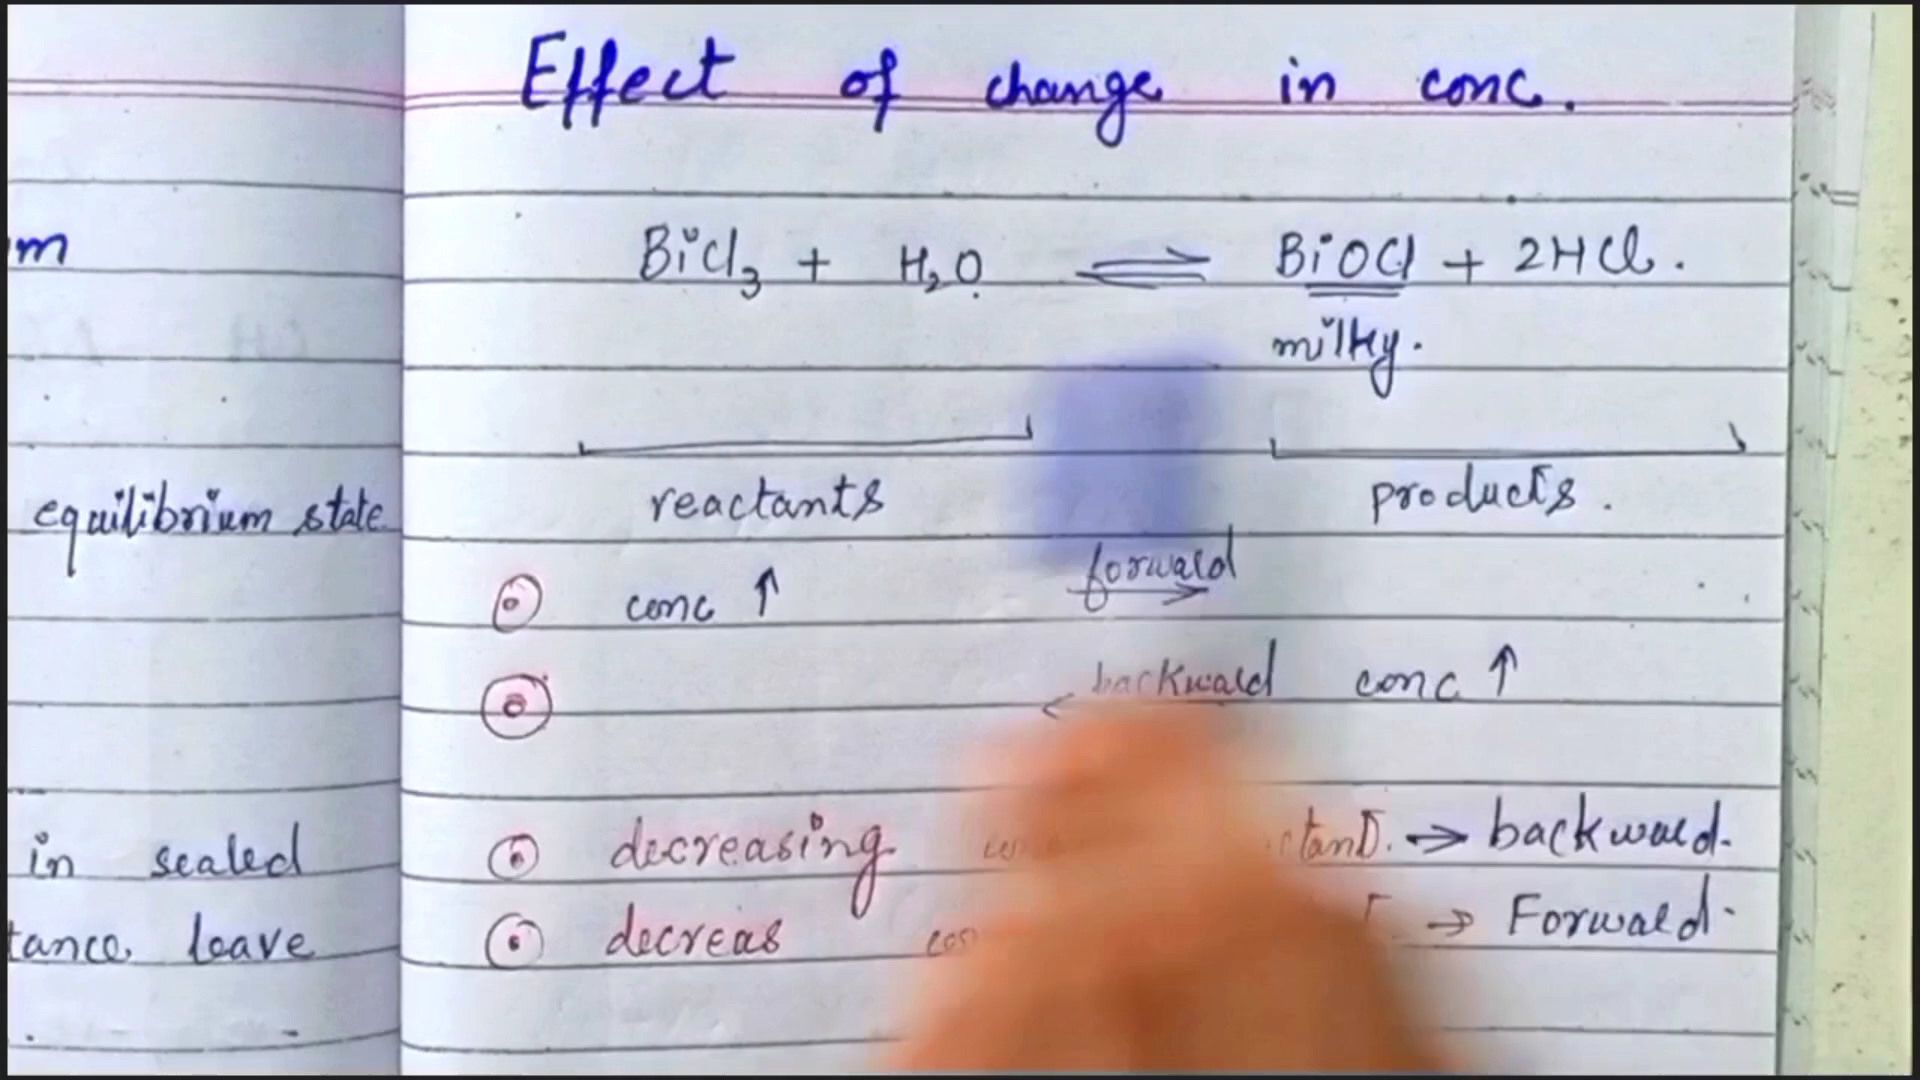 Effect of change in conc.
m
BiCl3 + H2O ⇌ BiOCl + 2HCl.
milky.
equilibrium state
reactants products.
conc ↑ forward →
← backward conc ↑
in sealed
decreasing → backward.
tance leave
decreas → Forward.